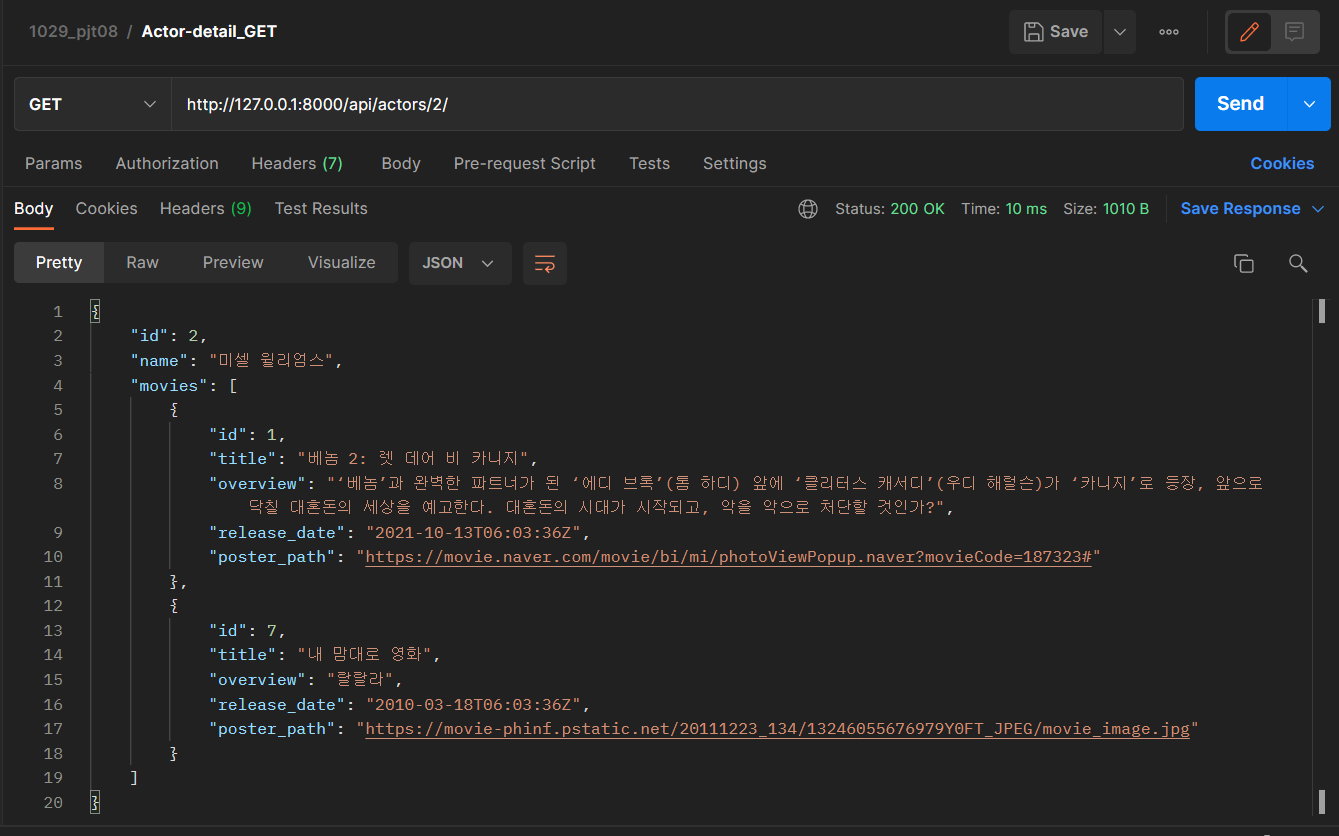 1029_pjt08 / Actor-detail_GET
Save
GET
http://127.0.0.1:8000/api/actors/2/
Send
Params Authorization Headers (7) Body Pre-request Script Tests Settings Cookies
Body Cookies Headers (9) Test Results Status: 200 OK Time: 10 ms Size: 1010 B Save Response
Pretty Raw Preview Visualize JSON
1 {
2 "id": 2,
3 "name": "미셸 윌리엄스",
4 "movies": [
5 {
6 "id": 1,
7 "title": "베놈 2: 렛 데어 비 카니지",
8 "overview": "‘베놈’과 완벽한 파트너가 된 ‘에디 브록’(톰 하디) 앞에 ‘클리터스 캐서디’(우디 해럴슨)가 ‘카니지’로 등장, 앞으로
닥칠 대혼돈의 세상을 예고한다. 대혼돈의 시대가 시작되고, 악을 악으로 처단할 것인가?",
9 "release_date": "2021-10-13T06:03:36Z",
10 "poster_path": "https://movie.naver.com/movie/bi/mi/photoViewPopup.naver?movieCode=187323#"
11 },
12 {
13 "id": 7,
14 "title": "내 맘대로 영화",
15 "overview": "랄랄라",
16 "release_date": "2010-03-18T06:03:36Z",
17 "poster_path": "https://movie-phinf.pstatic.net/20111223_134/13246055676979Y0FT_JPEG/movie_image.jpg"
18 }
19 ]
20 }